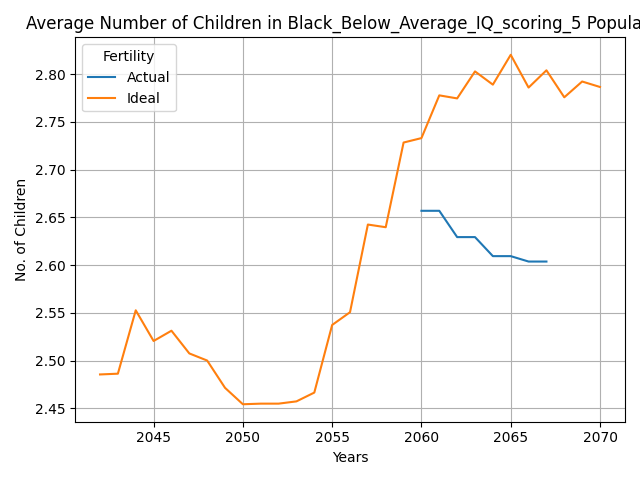 Average Number of Children in Black_Below_Average_IQ_scoring_5 Popula
Fertility
Actual
Ideal
2.80
2.75
2.70
2.65
2.60
2.55
2.50
2.45
No. of Children
2045 2050 2055 2060 2065 2070
Years